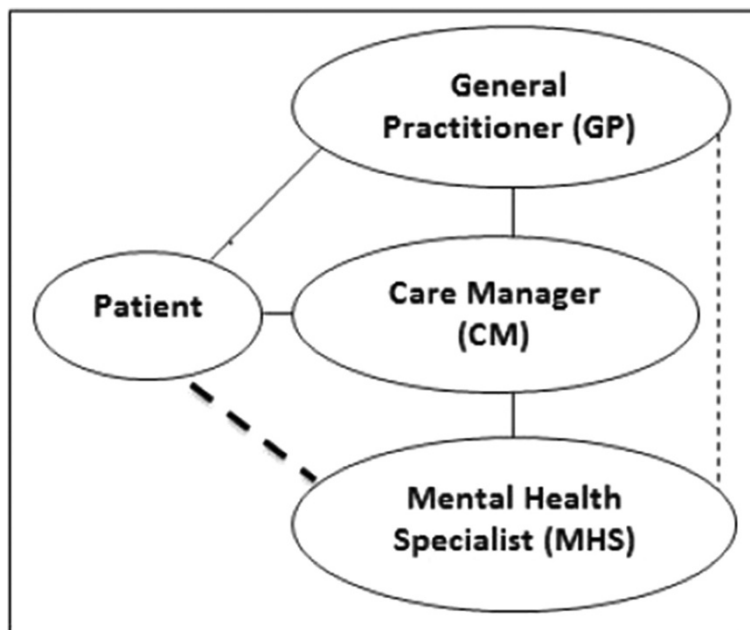 General
Practitioner (GP)
Patient
Care Manager
(CM)
Mental Health
Specialist (MHS)